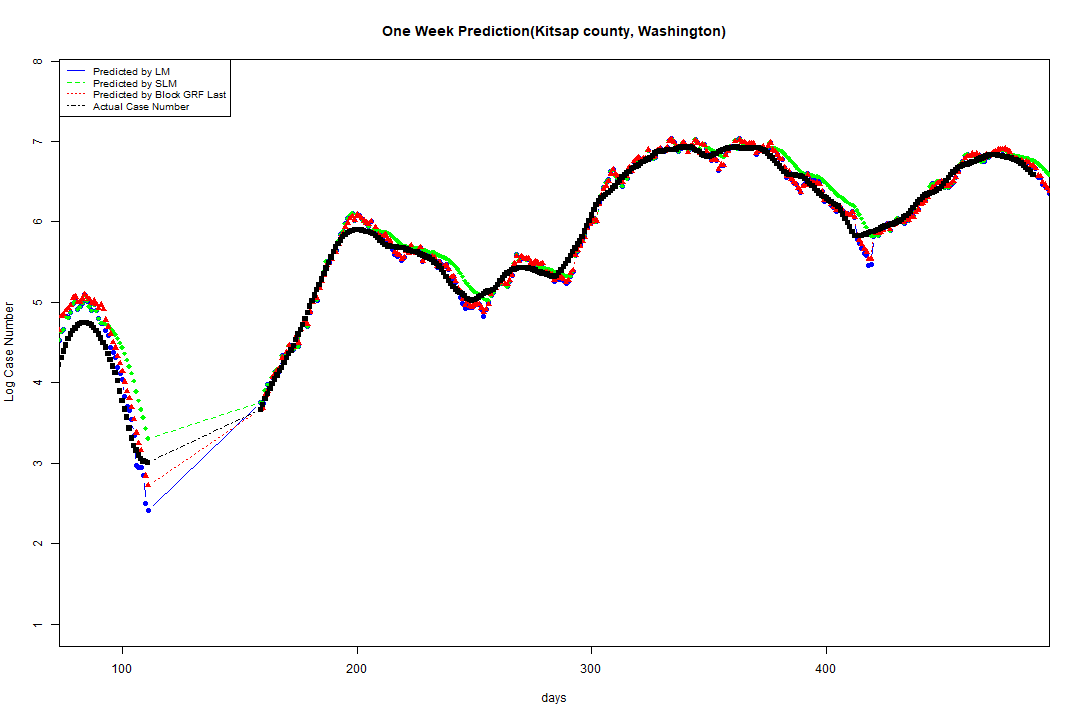 One Week Prediction(Kitsap county, Washington)
Predicted by LM
Predicted by SLM
Predicted by Block GRF Last
Actual Case Number
Log Case Number
8
7
6
5
4
3
2
1
100 200 300 400
days